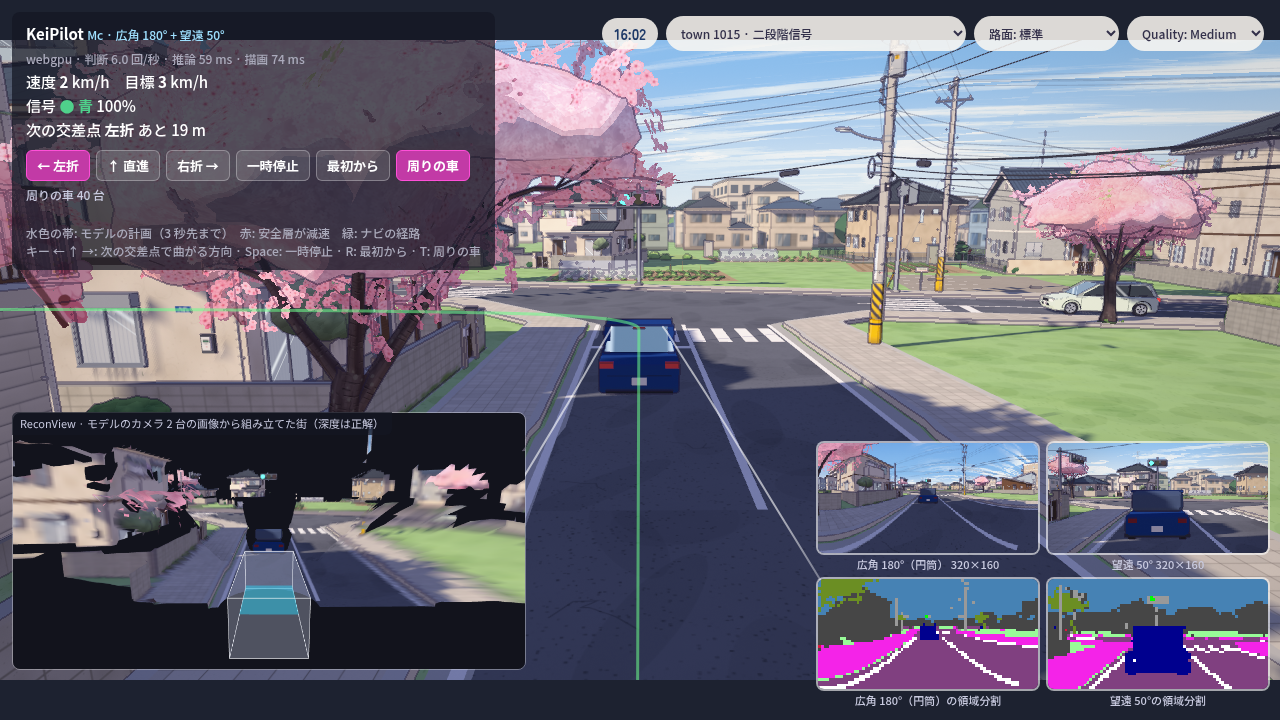 KeiPilot Mc · 広角 180° + 望遠 50°
webgpu · 判断 6.0 回/秒 · 推論 59 ms · 描画 74 ms
速度 2 km/h 目標 3 km/h
信号 青 100%
次の交差点 左折 あと 19 m
← 左折 ↑ 直進 右折 → 一時停止 最初から 周りの車
周りの車 40 台
水色の帯: モデルの計画（3 秒先まで） 赤: 安全層が減速 緑: ナビの経路
キー ← ↑ →: 次の交差点で曲がる方向 · Space: 一時停止 · R: 最初から · T: 周りの車
16:02 town 1015 · 二段階信号 路面: 標準 Quality: Medium
ReconView · モデルのカメラ 2 台の画像から組み立てた街（深度は正解）
広角 180°（円筒） 320×160 望遠 50° 320×160
広角 180°（円筒）の領域分割 望遠 50°の領域分割